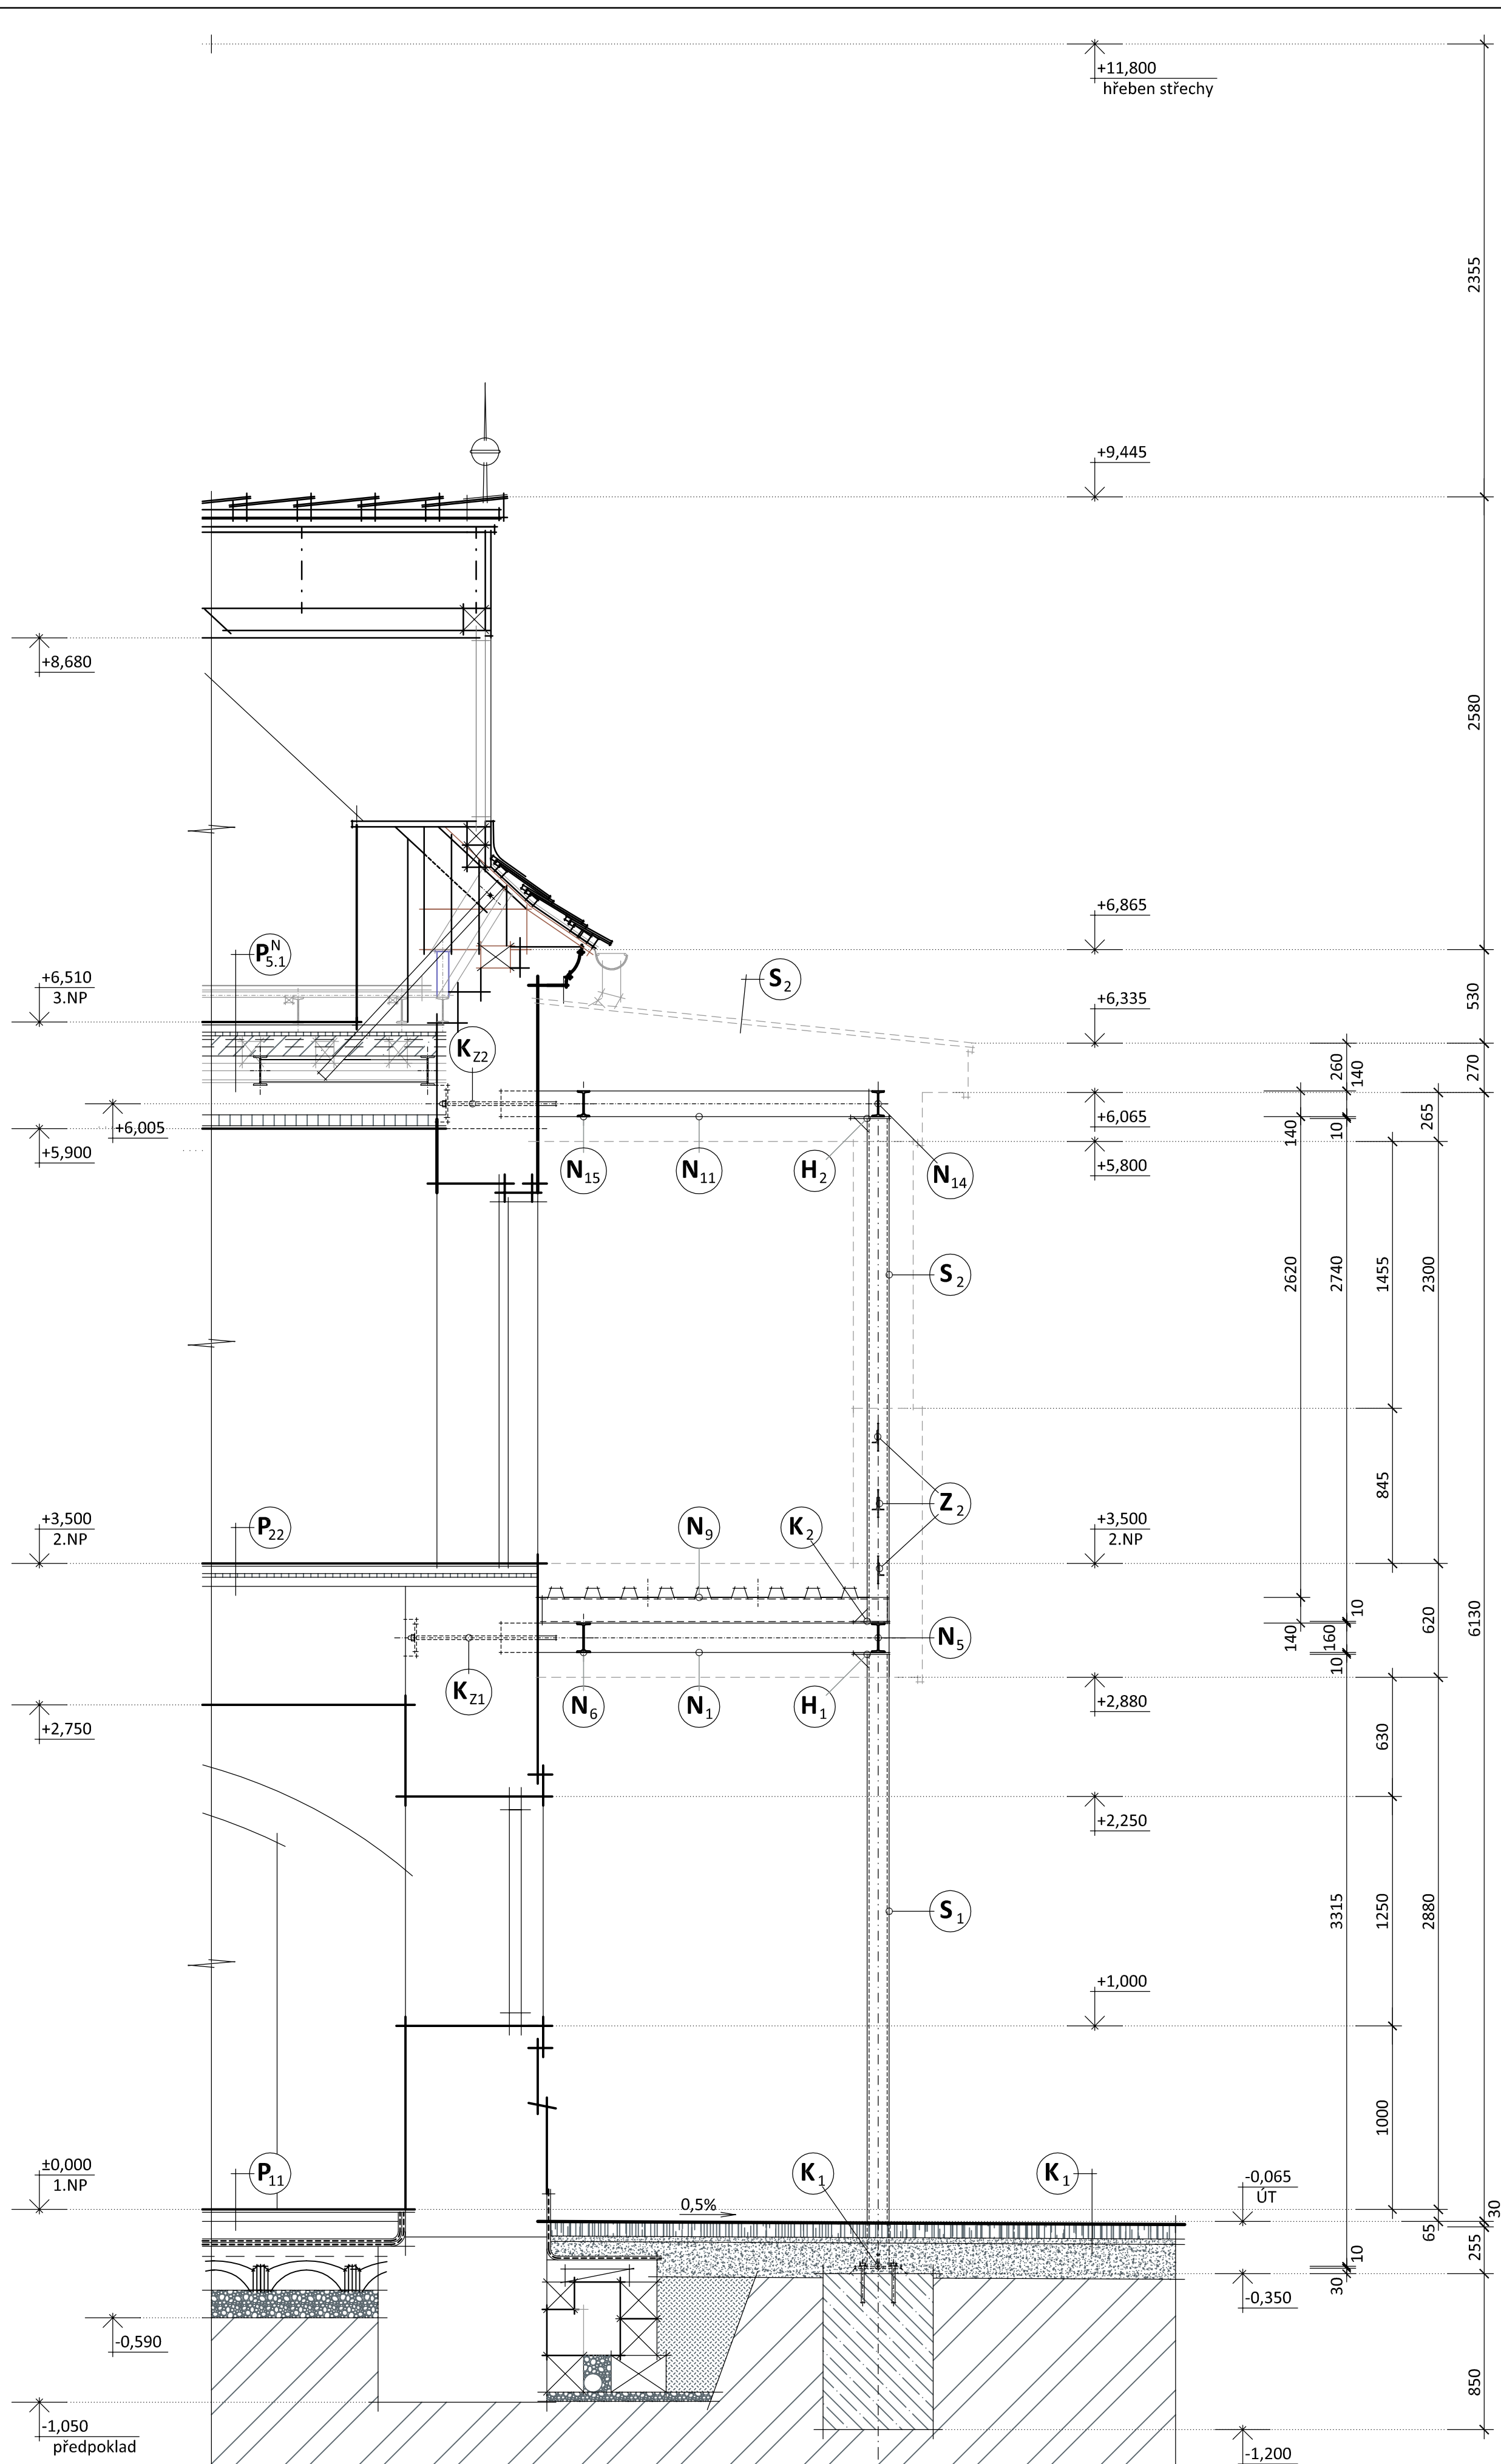 +11,800
hřeben střechy
2355
+9,445
+8,680
2580
+6,865
P5.1N
+6,510
3.NP
S2
530
+6,335
KZ2
260
140
270
+6,005
+6,065
265
140
10
+5,900
+5,800
N15
N11
H2
N14
S2
2620
2740
1455
2300
845
+3,500
2.NP
P22
N9
K2
Z2
+3,500
2.NP
10
N5
140
160
620
6130
10
KZ1
N6
N1
H1
+2,750
+2,880
630
+2,250
S1
3315
1250
2880
+1,000
1000
±0,000
1.NP
P11
K1
K1
-0,065
ÚT
0,5%
30
65
255
10
30
-0,350
-0,590
850
-1,050
předpoklad
-1,200